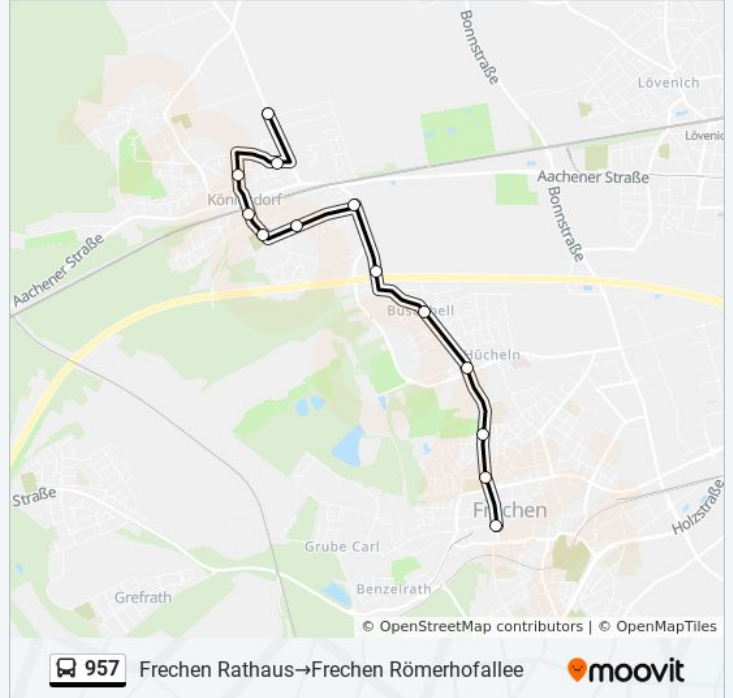 Bonnstraße
Lövenich
Lövenic
Aachener Straße
Königsdorf
Bonnstraße
Aachener Straße
Buschbell
Hücheln
Straße
Frechen
Holzstraße
Grube Carl
Benzelrath
Grefrath
© OpenStreetMap contributors | © OpenMapTiles
957 Frechen Rathaus→Frechen Römerhofallee moovit